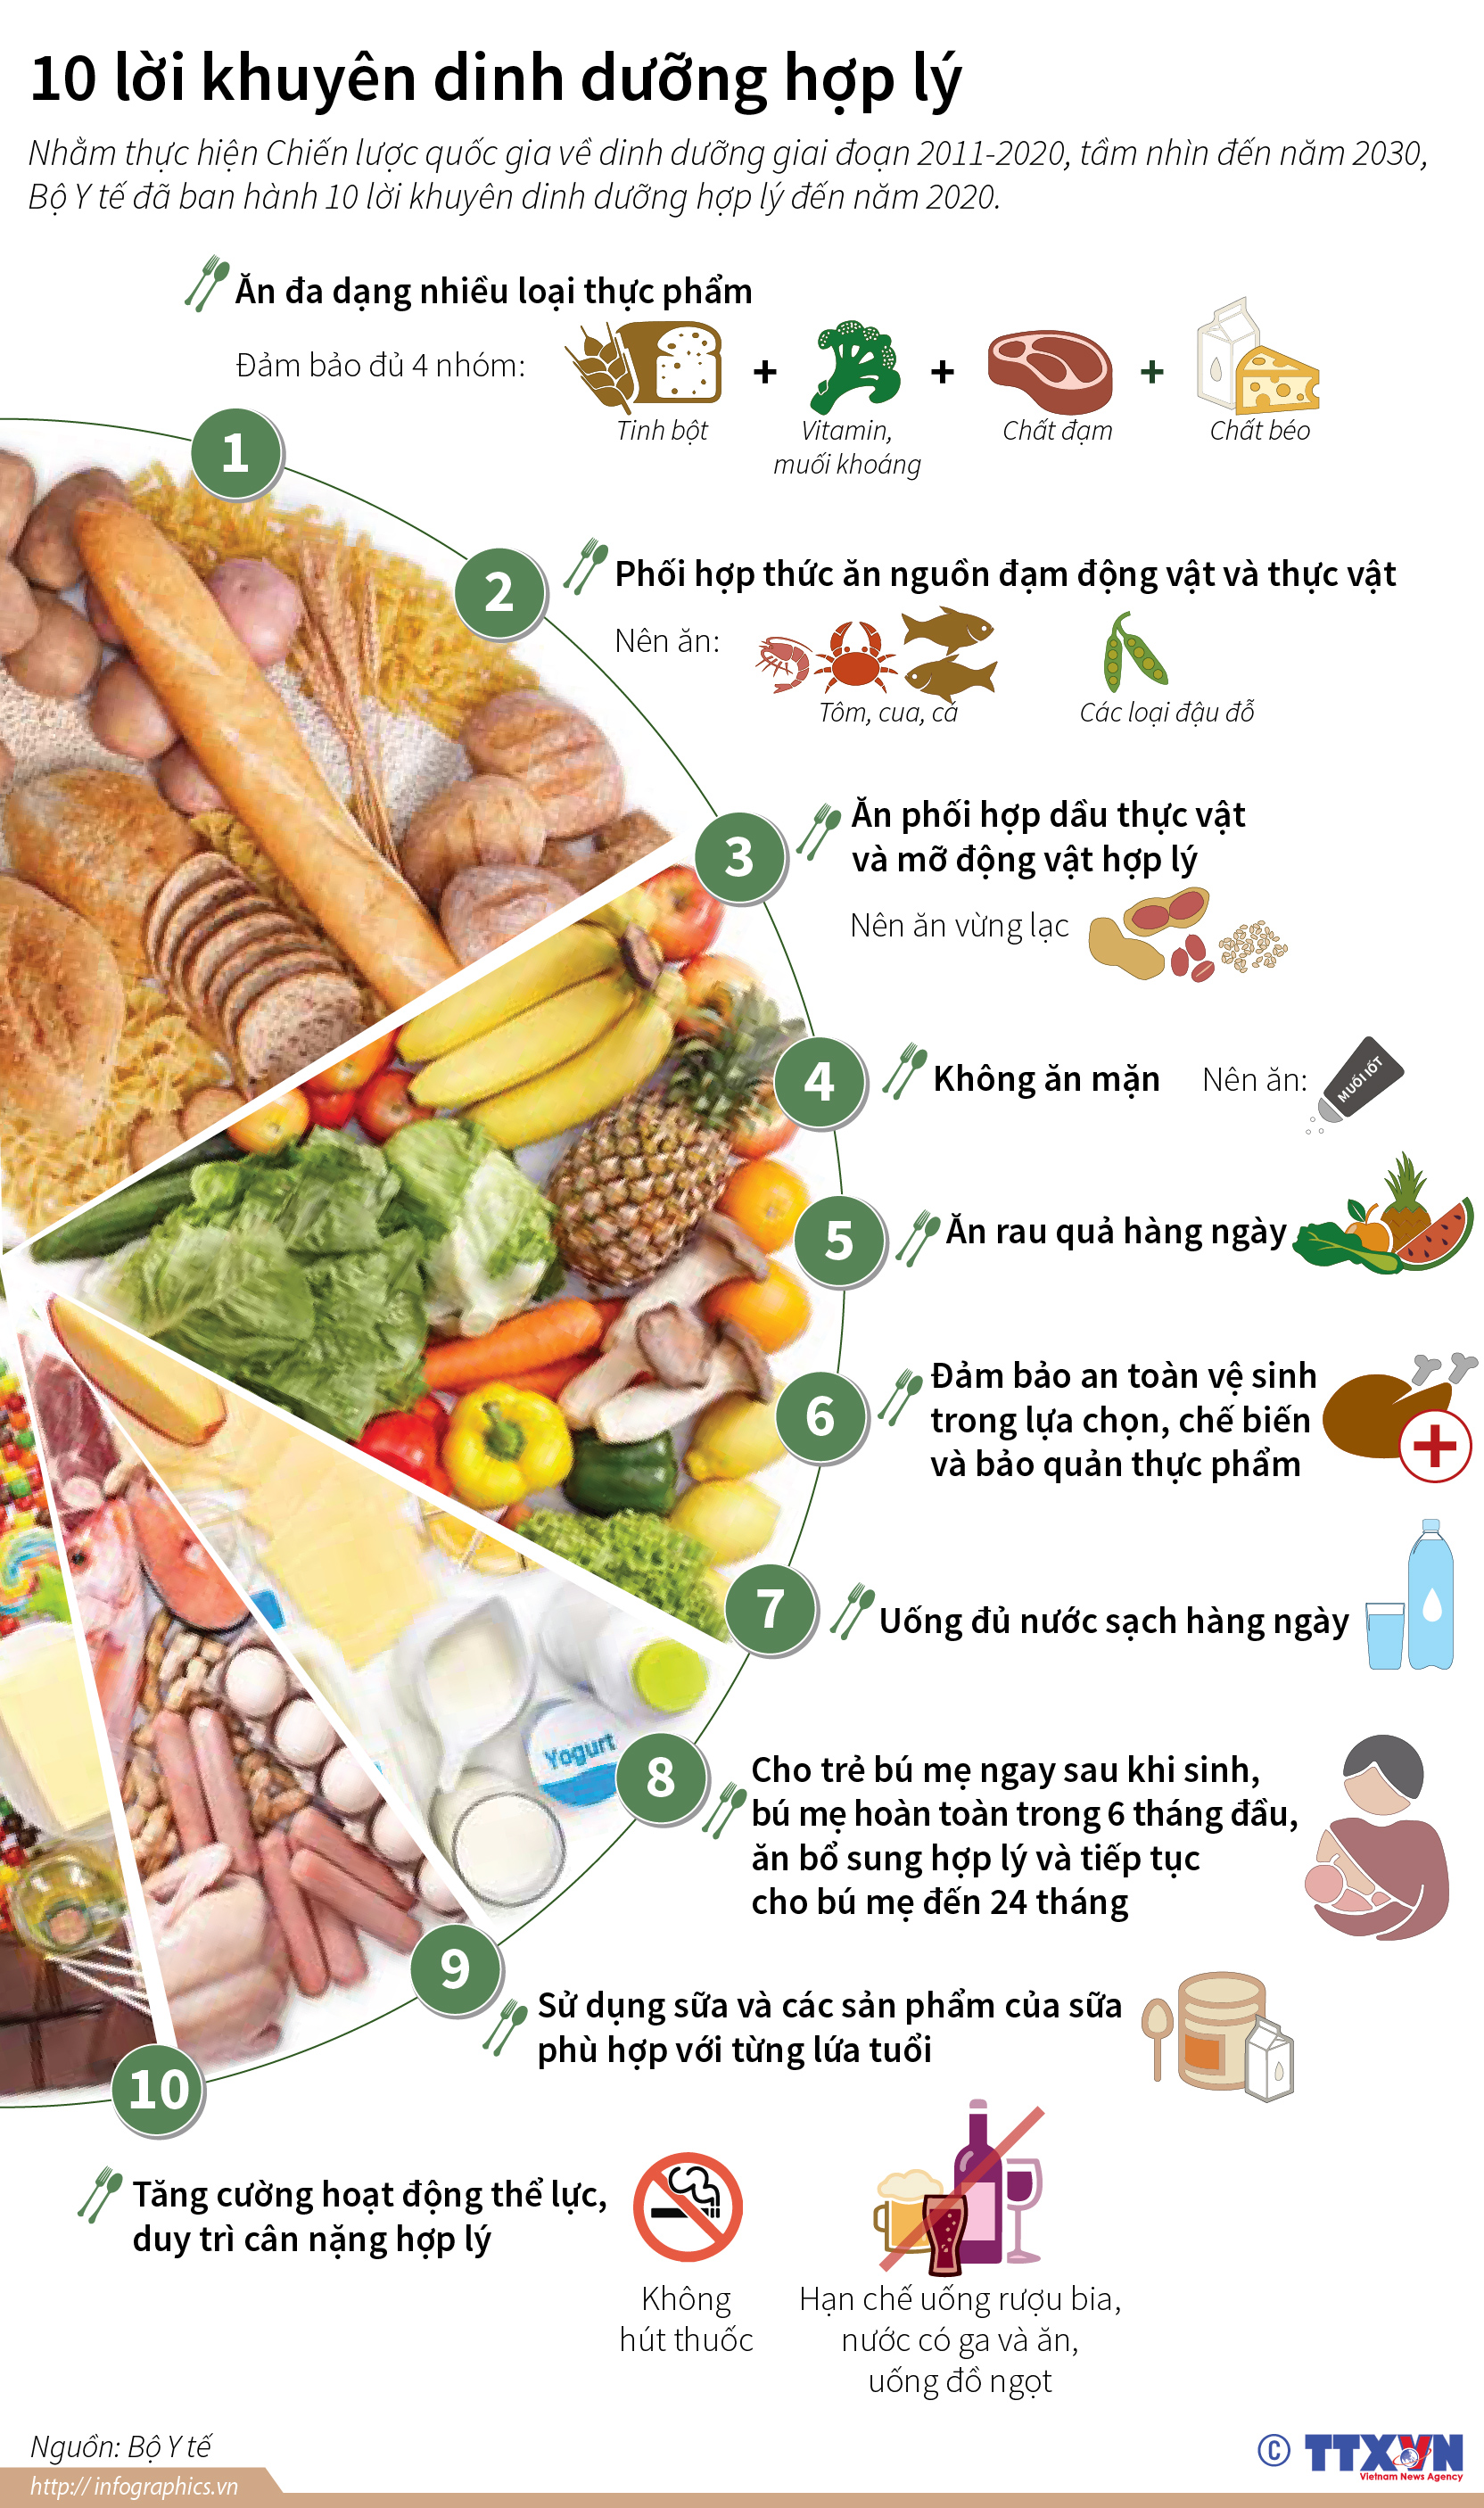 10 lời khuyên dinh dưỡng hợp lý
Nhằm thực hiện Chiến lược quốc gia về dinh dưỡng giai đoạn 2011-2020, tầm nhìn đến năm 2030,
Bộ Y tế đã ban hành 10 lời khuyên dinh dưỡng hợp lý đến năm 2020.
Ăn đa dạng nhiều loại thực phẩm
Đảm bảo đủ 4 nhóm:
+ + +
Tinh bột
Vitamin,
muối khoáng
Chất đạm
Chất béo
1
2
Phối hợp thức ăn nguồn đạm động vật và thực vật
Nên ăn:
Tôm, cua, cá
Các loại đậu đỗ
3
Ăn phối hợp dầu thực vật
và mỡ động vật hợp lý
Nên ăn vừng lạc
4
Không ăn mặn
Nên ăn:
MUỐI IỐT
5
Ăn rau quả hàng ngày
6
Đảm bảo an toàn vệ sinh
trong lựa chọn, chế biến
và bảo quản thực phẩm
7
Uống đủ nước sạch hàng ngày
Yogurt
8
Cho trẻ bú mẹ ngay sau khi sinh,
bú mẹ hoàn toàn trong 6 tháng đầu,
ăn bổ sung hợp lý và tiếp tục
cho bú mẹ đến 24 tháng
9
Sử dụng sữa và các sản phẩm của sữa
phù hợp với từng lứa tuổi
10
Tăng cường hoạt động thể lực,
duy trì cân nặng hợp lý
Không
hút thuốc
Hạn chế uống rượu bia,
nước có ga và ăn,
uống đồ ngọt
Nguồn: Bộ Y tế
http:// infographics.vn
© TTXVN
Vietnam News Agency